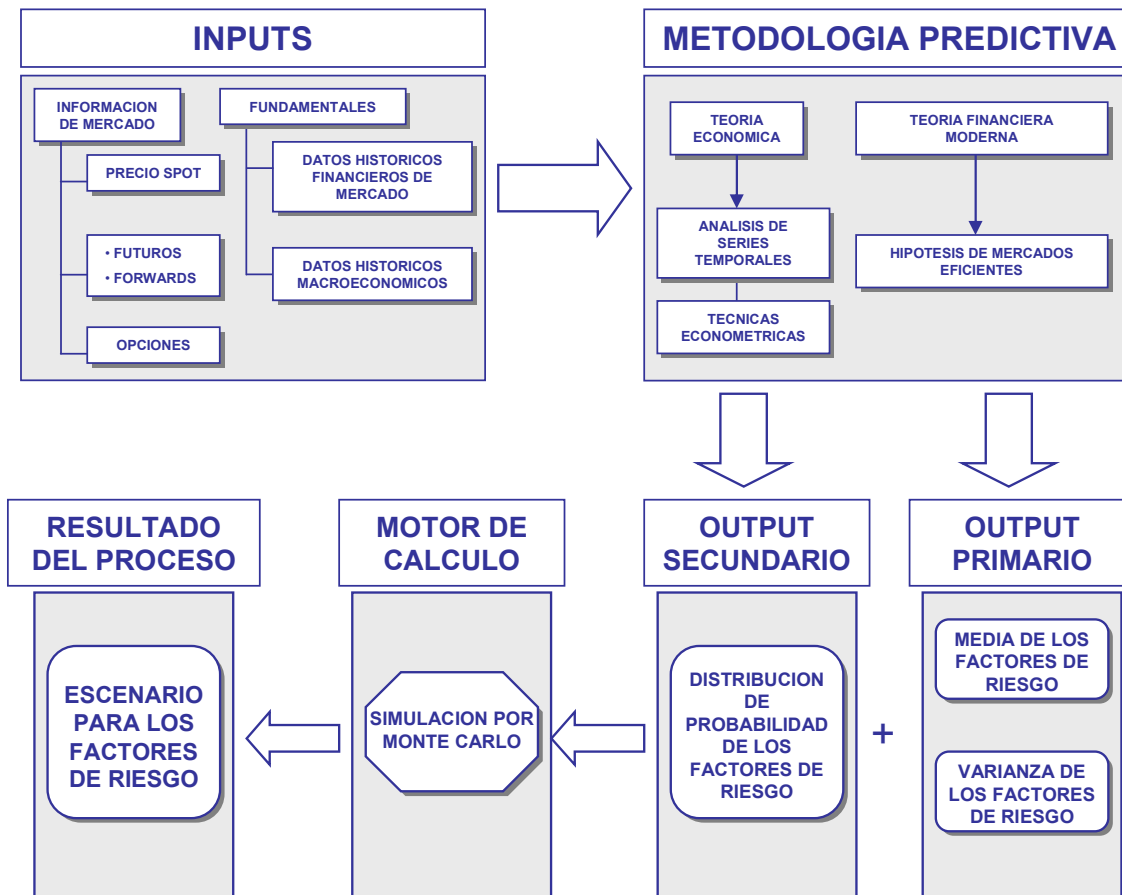 INPUTS
INFORMACION
DE MERCADO
PRECIO SPOT
• FUTUROS
• FORWARDS
OPCIONES
FUNDAMENTALES
DATOS HISTORICOS
FINANCIEROS DE
MERCADO
DATOS HISTORICOS
MACROECONOMICOS
METODOLOGIA PREDICTIVA
TEORIA
ECONOMICA
ANALISIS DE
SERIES
TEMPORALES
TECNICAS
ECONOMETRICAS
TEORIA FINANCIERA
MODERNA
HIPOTESIS DE MERCADOS
EFICIENTES
RESULTADO
DEL PROCESO
ESCENARIO
PARA LOS
FACTORES
DE RIESGO
MOTOR DE
CALCULO
SIMULACION POR
MONTE CARLO
OUTPUT
SECUNDARIO
DISTRIBUCION
DE
PROBABILIDAD
DE LOS
FACTORES DE
RIESGO
+
OUTPUT
PRIMARIO
MEDIA DE LOS
FACTORES DE
RIESGO
VARIANZA DE
LOS FACTORES
DE RIESGO